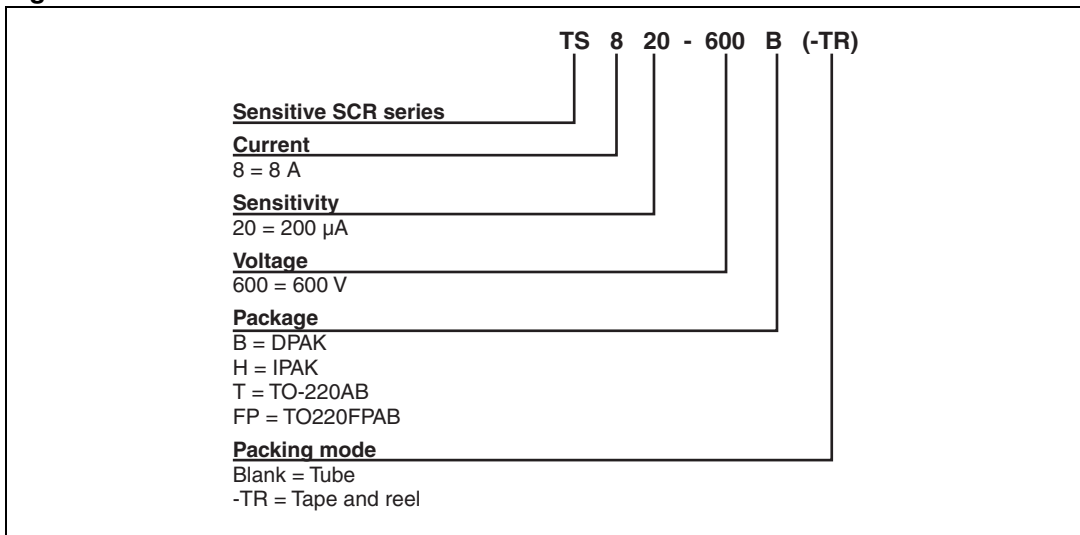 TS 8 20 - 600 B (-TR)
Sensitive SCR series
Current
8 = 8 A
Sensitivity
20 = 200 µA
Voltage
600 = 600 V
Package
B = DPAK
H = IPAK
T = TO-220AB
FP = TO220FPAB
Packing mode
Blank = Tube
-TR = Tape and reel